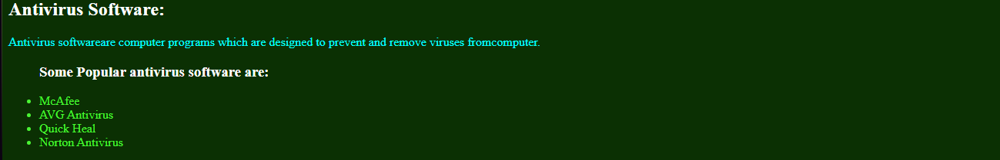 Antivirus Software:
Antivirus softwareare computer programs which are designed to prevent and remove viruses fromcomputer.
Some Popular antivirus software are:
McAfee
AVG Antivirus
Quick Heal
Norton Antivirus